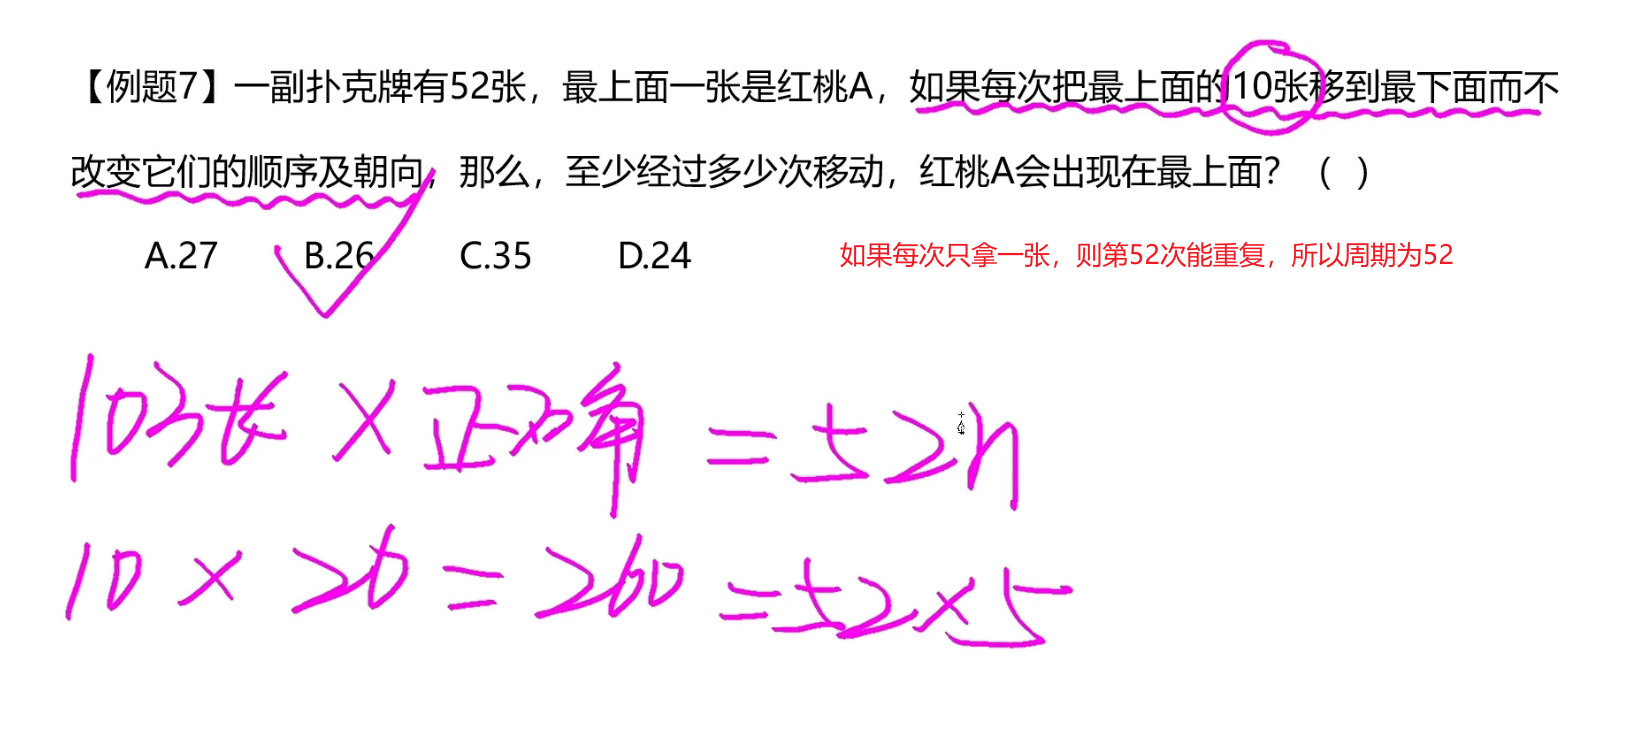 【例题7】一副扑克牌有52张，最上面一张是红桃A，如果每次把最上面的10张移到最下面而不
改变它们的顺序及朝向，那么，至少经过多少次移动，红桃A会出现在最上面？（ ）
A.27 B.26 C.35 D.24 如果每次只拿一张，则第52次能重复，所以周期为52
10张 × = 52n
10 × 26 = 260 = 52 × 5